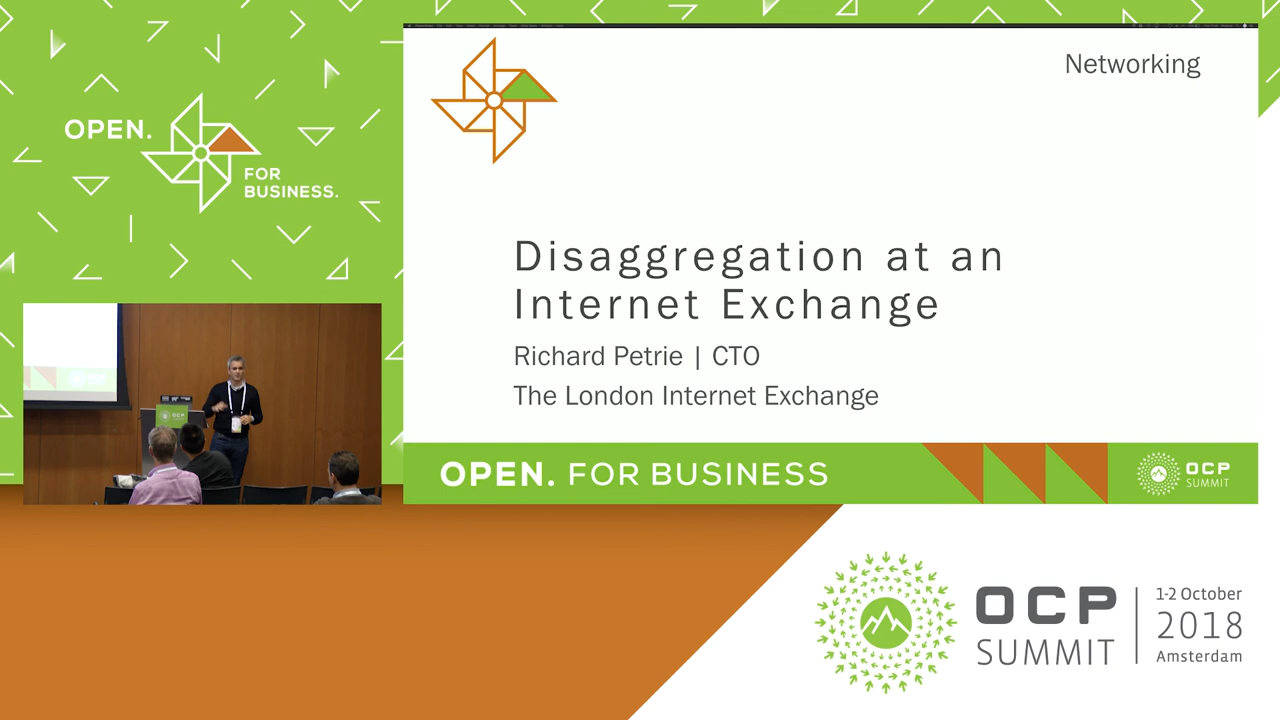 OPEN.
FOR
BUSINESS.
Networking
Disaggregation at an
Internet Exchange
Richard Petrie | CTO
The London Internet Exchange
OPEN. FOR BUSINESS
OCP
SUMMIT
OCP
OCP
SUMMIT
1-2 October
2018
Amsterdam